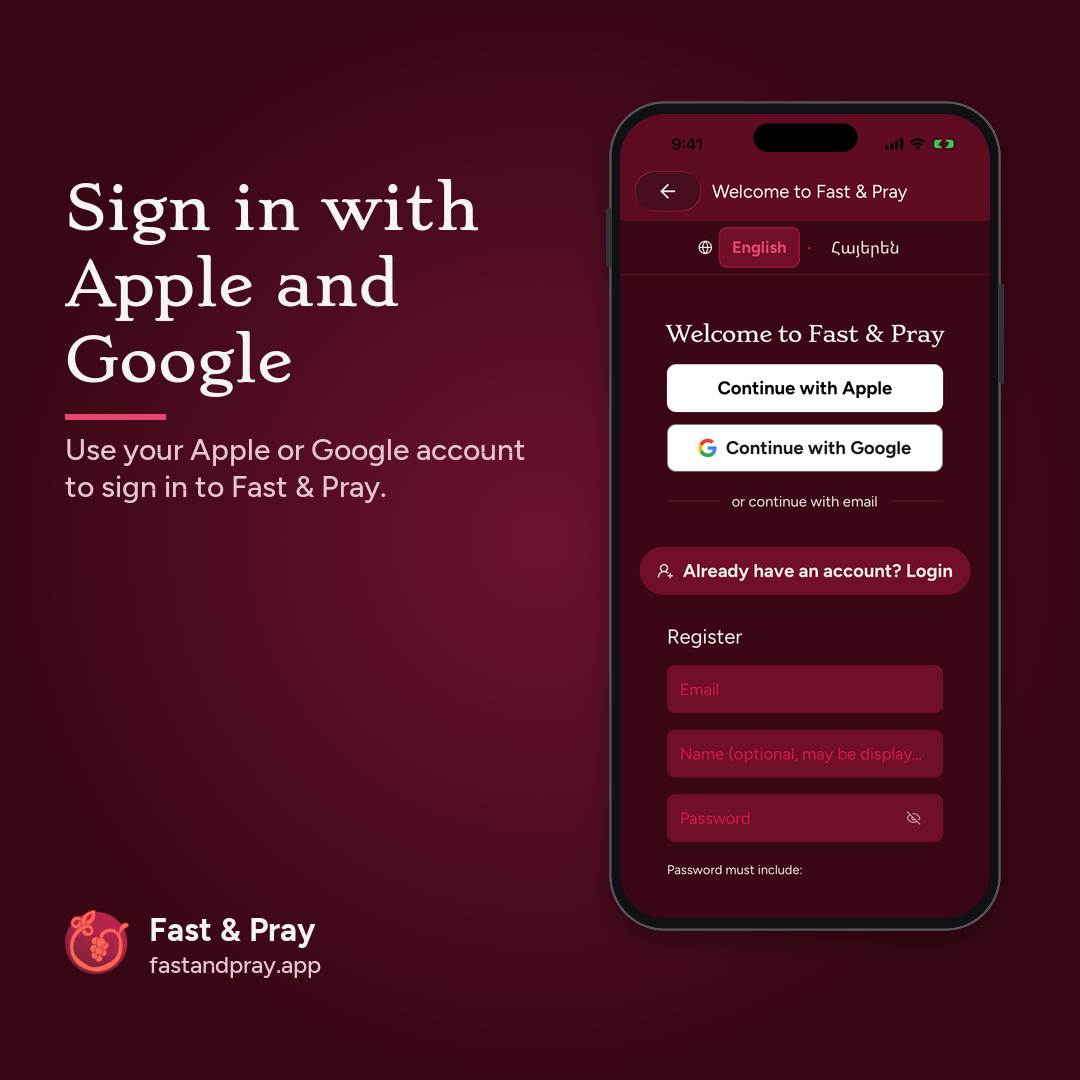 Sign in with
Apple and
Google
Use your Apple or Google account
to sign in to Fast & Pray.
Fast & Pray
fastandpray.app
9:41
Welcome to Fast & Pray
English · Հայերեն
Welcome to Fast & Pray
Continue with Apple
Continue with Google
or continue with email
Already have an account? Login
Register
Email
Name (optional, may be display...
Password
Password must include: